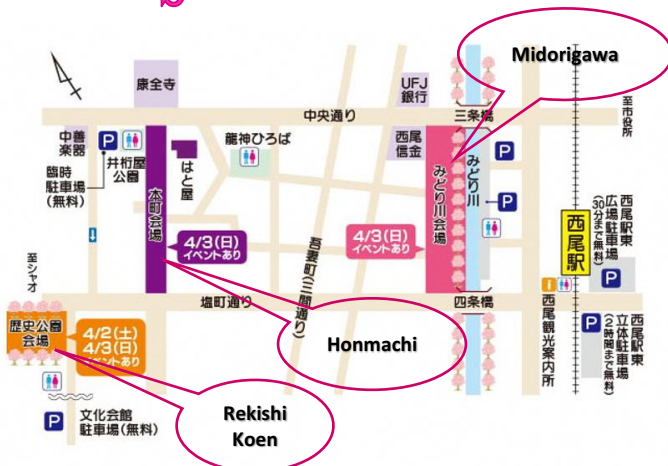 Midorigawa
康全寺
UFJ
銀行
中央通り
三条橋
至市役所
中善
楽器
P
井桁屋
公園
臨時
駐車場
(無料)
はと屋
龍神ひろば
西尾
信金
みどり川会場
みどり川
P
P
本町会場
4/3(日)
イベントあり
4/3(日)
イベントあり
吾妻町(三間通り)
西尾駅
西尾駅東
広場駐車場
30分まで無料)
P
至シャオ
塩町通り
四条橋
i
西尾観光案内所
P
西尾駅東
立体駐車場
(2時間まで無料)
歴史公園
会場
4/2(土)
4/3(日)
イベントあり
Honmachi
Rekishi
Koen
P
文化会館
駐車場(無料)